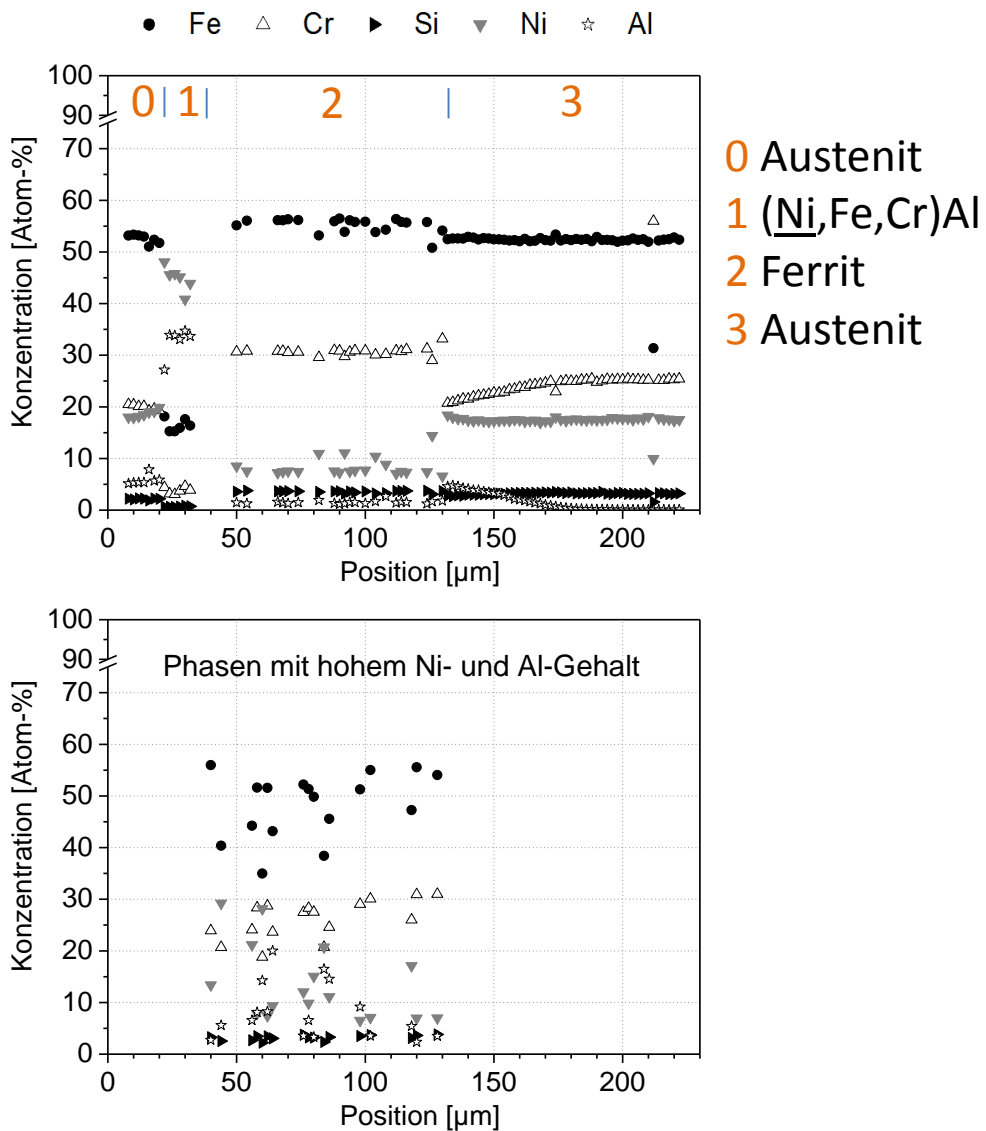 Fe Cr Si Ni Al
100
90
70
60
50
40
30
20
10
0
Konzentration [Atom-%]
0 1 2 3
0 50 100 150 200
Position [µm]
0 Austenit
1 (Ni,Fe,Cr)Al
2 Ferrit
3 Austenit
100
90
70
60
50
40
30
20
10
0
Konzentration [Atom-%]
Phasen mit hohem Ni- und Al-Gehalt
0 50 100 150 200
Position [µm]